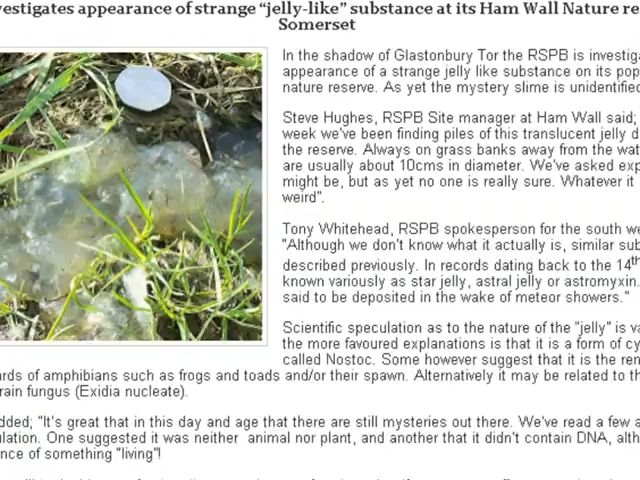 vestigates appearance of strange “jelly-like” substance at its Ham Wall Nature re
Somerset
In the shadow of Glastonbury Tor the RSPB is investiga
appearance of a strange jelly like substance on its pop
nature reserve. As yet the mystery slime is unidentified
Steve Hughes, RSPB Site manager at Ham Wall said;
week we've been finding piles of this translucent jelly d
the reserve. Always on grass banks away from the wat
are usually about 10cms in diameter. We've asked exp
might be, but as yet no one is really sure. Whatever it
weird".
Tony Whitehead, RSPB spokesperson for the south we
"Although we don't know what it actually is, similar sub
described previously. In records dating back to the 14th
known variously as star jelly, astral jelly or astromyxin.
said to be deposited in the wake of meteor showers."
Scientific speculation as to the nature of the "jelly" is va
the more favoured explanations is that it is a form of cy
called Nostoc. Some however suggest that it is the ren
ards of amphibians such as frogs and toads and/or their spawn. Alternatively it may be related to th
rain fungus (Exidia nucleate).
dded; "It's great that in this day and age that there are still mysteries out there. We've read a few a
ulation. One suggested it was neither animal nor plant, and another that it didn't contain DNA, alth
nce of something "living"!